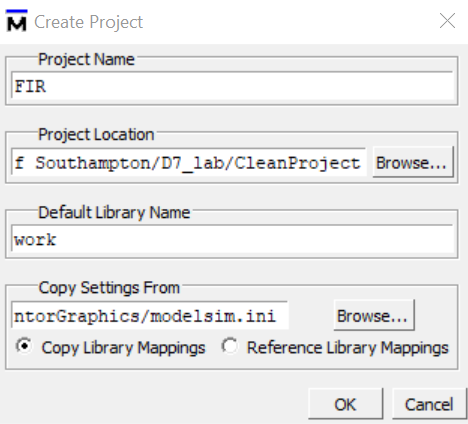 Create Project
Project Name
FIR
Project Location
f Southampton/D7_lab/CleanProject
Browse...
Default Library Name
work
Copy Settings From
ntorGraphics/modelsim.ini
Browse...
Copy Library Mappings
Reference Library Mappings
OK
Cancel